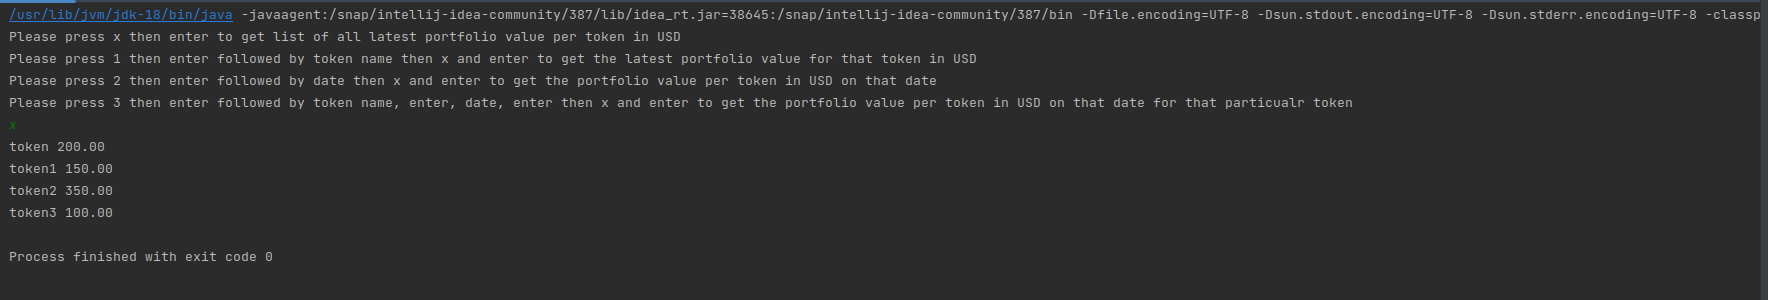 /usr/lib/jvm/jdk-18/bin/java -javaagent:/snap/intellij-idea-community/387/lib/idea_rt.jar=38645:/snap/intellij-idea-community/387/bin -Dfile.encoding=UTF-8 -Dsun.stdout.encoding=UTF-8 -Dsun.stderr.encoding=UTF-8 -classp
Please press x then enter to get list of all latest portfolio value per token in USD
Please press 1 then enter followed by token name then x and enter to get the latest portfolio value for that token in USD
Please press 2 then enter followed by date then x and enter to get the portfolio value per token in USD on that date
Please press 3 then enter followed by token name, enter, date, enter then x and enter to get the portfolio value per token in USD on that date for that particualr token
x
token 200.00
token1 150.00
token2 350.00
token3 100.00
Process finished with exit code 0